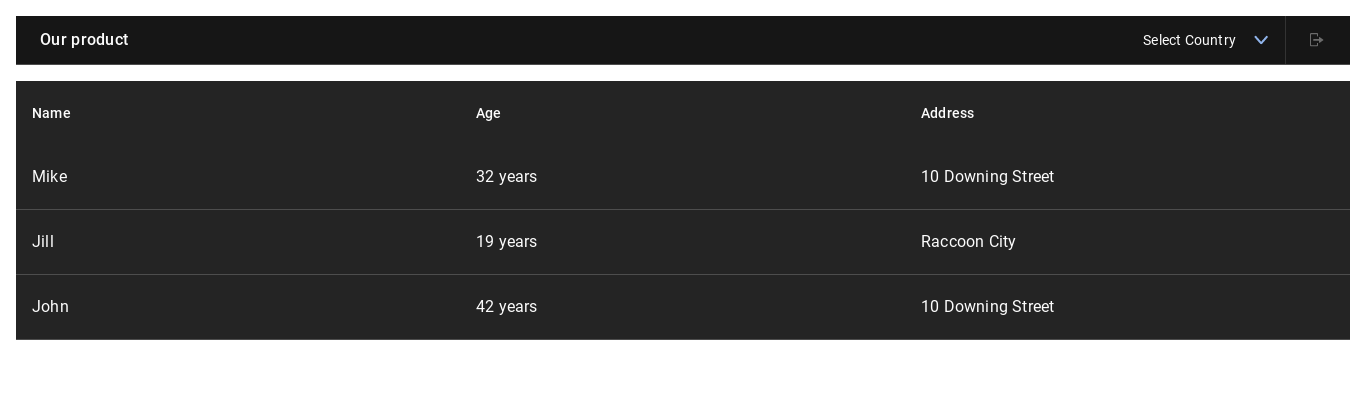 Our product Select Country
Name Age Address
Mike 32 years 10 Downing Street
Jill 19 years Raccoon City
John 42 years 10 Downing Street